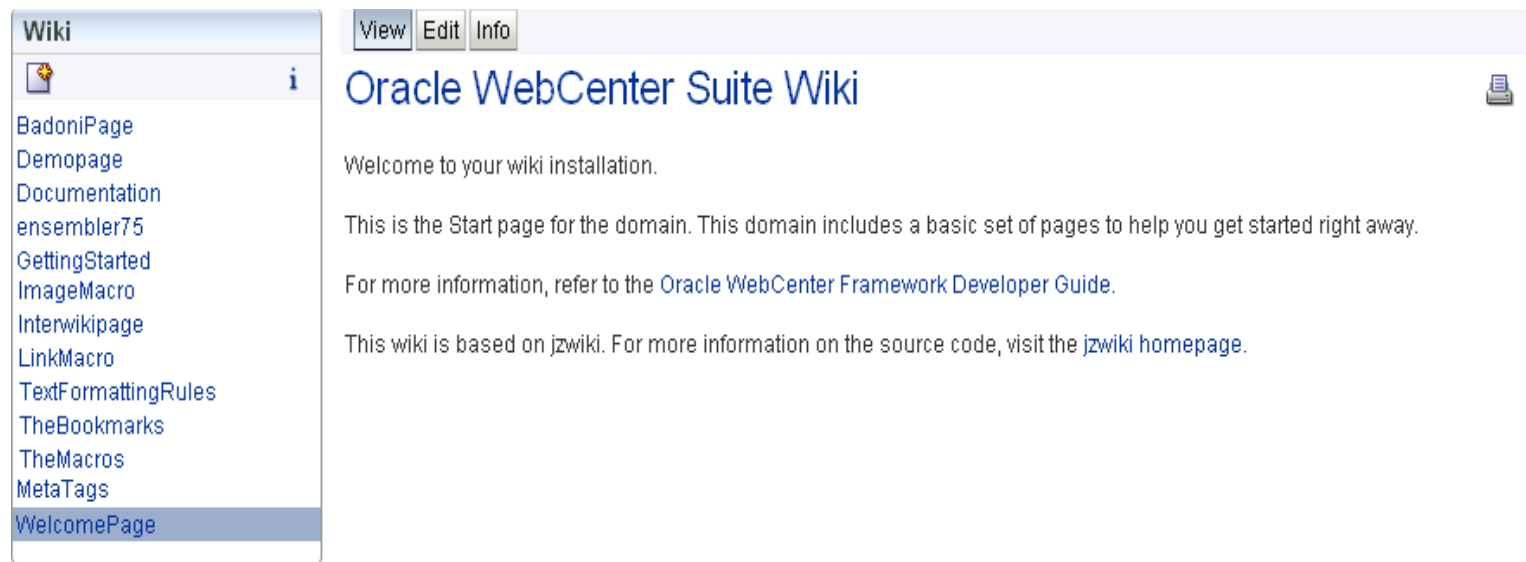 Wiki
i
BadoniPage
Demopage
Documentation
ensembler75
GettingStarted
ImageMacro
Interwikipage
LinkMacro
TextFormattingRules
TheBookmarks
TheMacros
MetaTags
WelcomePage
View Edit Info
Oracle WebCenter Suite Wiki
Welcome to your wiki installation.
This is the Start page for the domain. This domain includes a basic set of pages to help you get started right away.
For more information, refer to the Oracle WebCenter Framework Developer Guide.
This wiki is based on jzwiki. For more information on the source code, visit the jzwiki homepage.